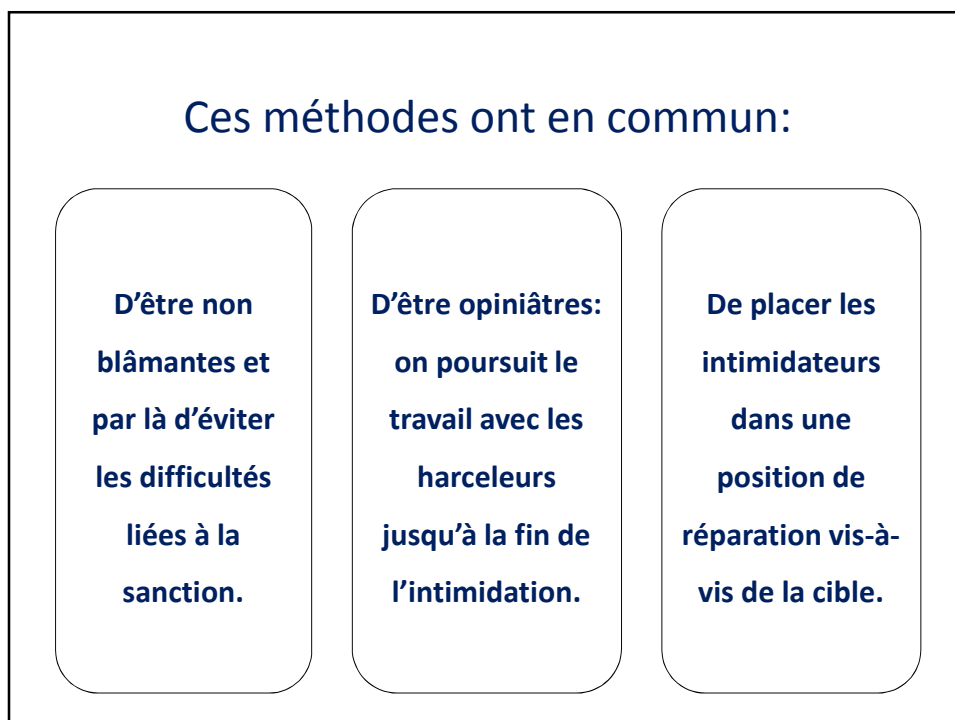 Ces méthodes ont en commun:
D’être non
blâmantes et
par là d’éviter
les difficultés
liées à la
sanction.
D’être opiniâtres:
on poursuit le
travail avec les
harceleurs
jusqu’à la fin de
l’intimidation.
De placer les
intimidateurs
dans une
position de
réparation vis-à-
vis de la cible.